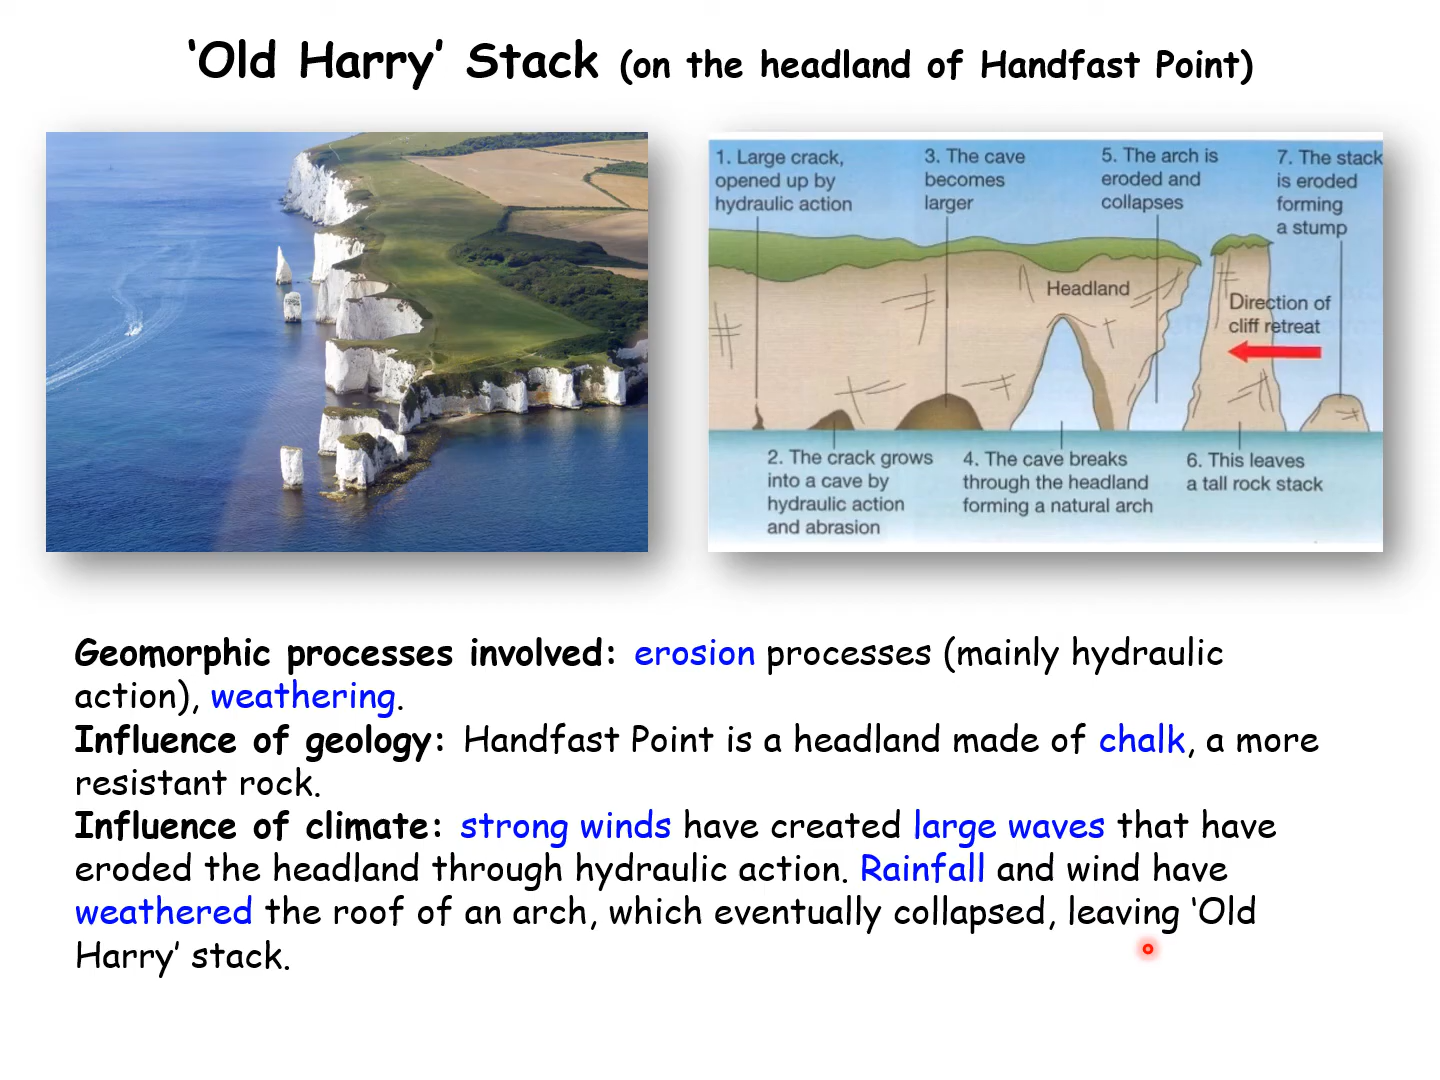 ‘Old Harry’ Stack (on the headland of Handfast Point)
1. Large crack,
opened up by
hydraulic action
3. The cave
becomes
larger
5. The arch is
eroded and
collapses
7. The stack
is eroded
forming
a stump
Headland
Direction of
cliff retreat
2. The crack grows
into a cave by
hydraulic action
and abrasion
4. The cave breaks
through the headland
forming a natural arch
6. This leaves
a tall rock stack
Geomorphic processes involved: erosion processes (mainly hydraulic
action), weathering.
Influence of geology: Handfast Point is a headland made of chalk, a more
resistant rock.
Influence of climate: strong winds have created large waves that have
eroded the headland through hydraulic action. Rainfall and wind have
weathered the roof of an arch, which eventually collapsed, leaving ‘Old
Harry’ stack.